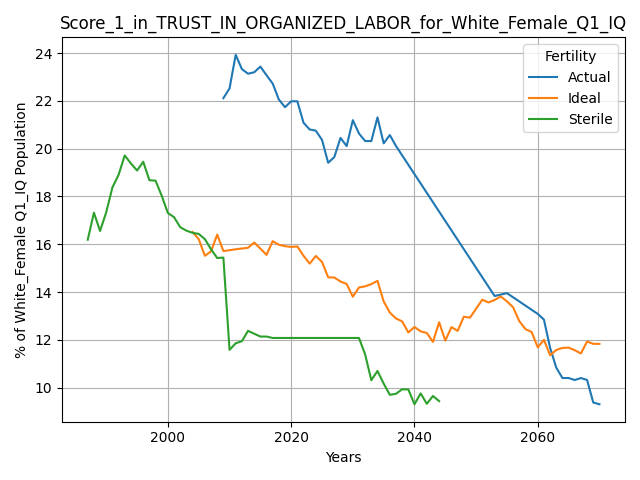 Score_1_in_TRUST_IN_ORGANIZED_LABOR_for_White_Female_Q1_IQ
Fertility
Actual
Ideal
Sterile
% of White_Female Q1_IQ Population
24
22
20
18
16
14
12
10
2000
2020
2040
2060
Years